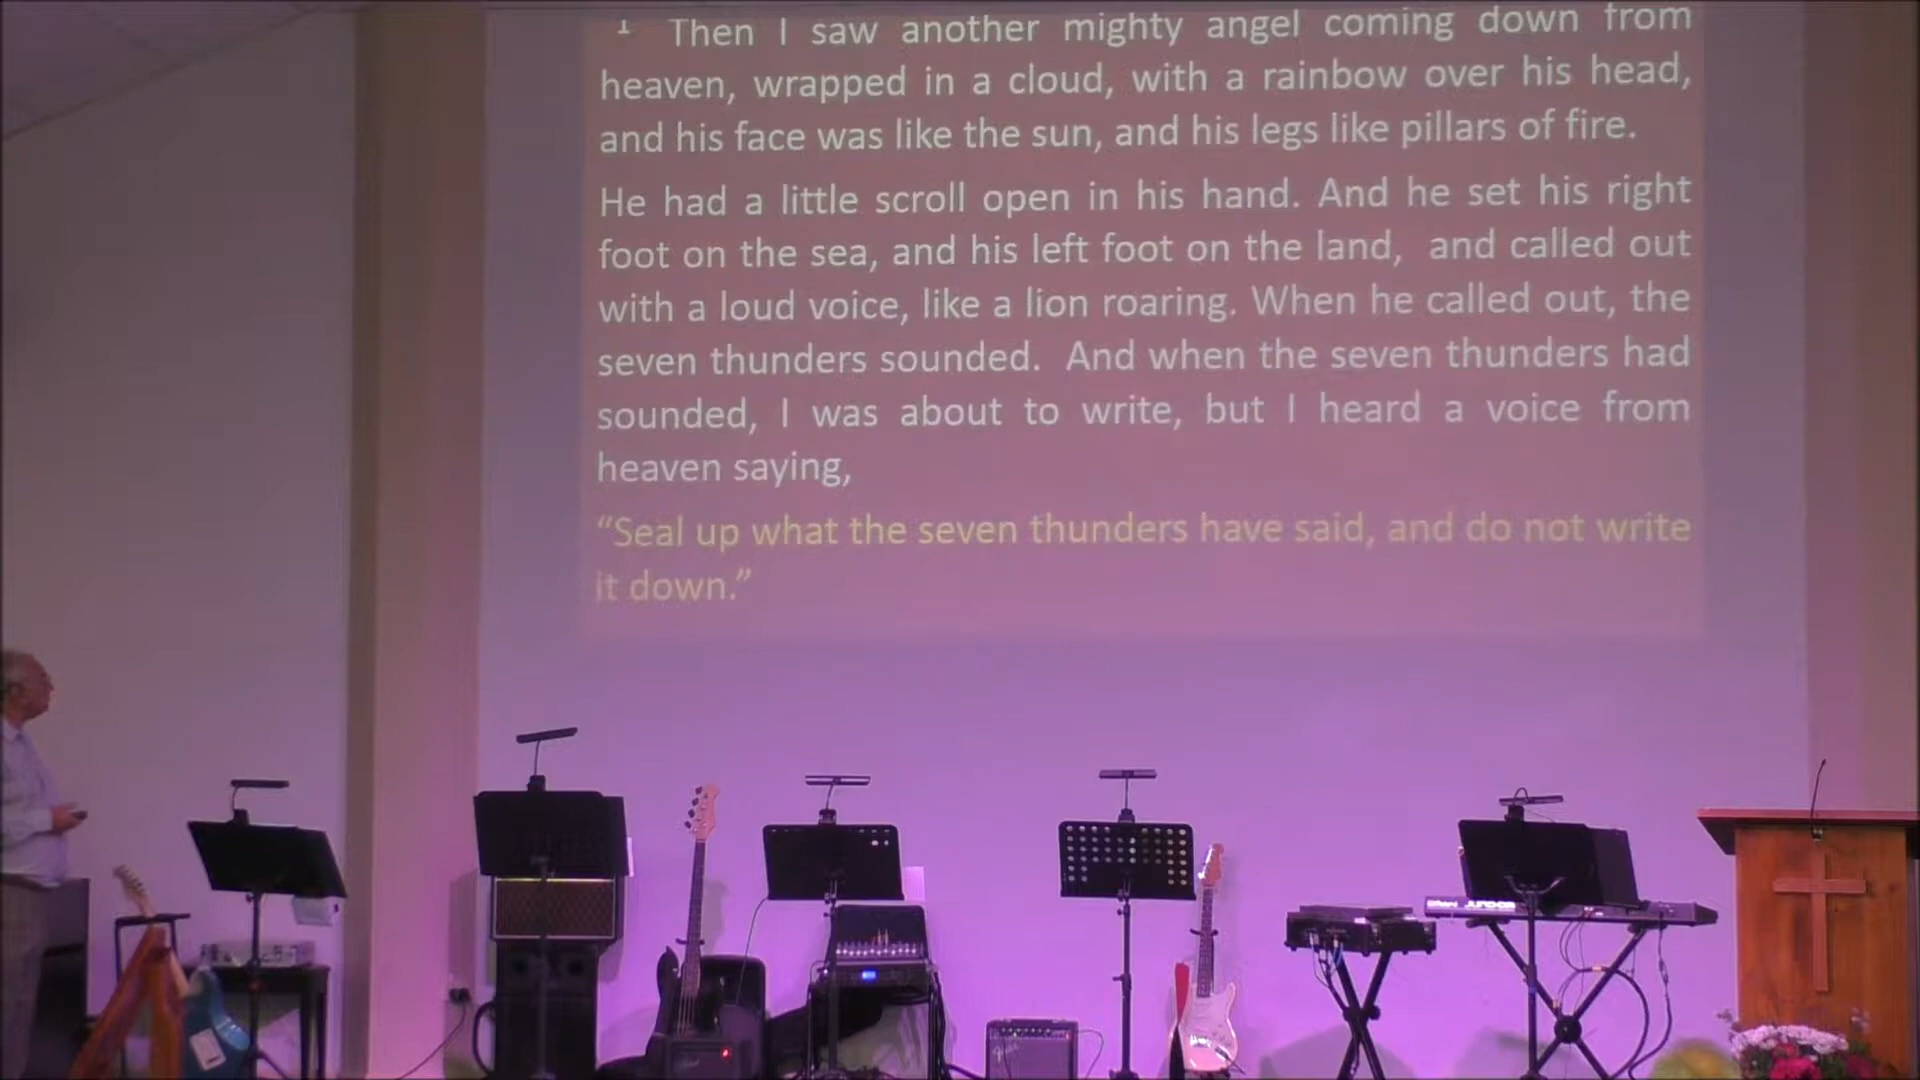 1 Then I saw another mighty angel coming down from
heaven, wrapped in a cloud, with a rainbow over his head,
and his face was like the sun, and his legs like pillars of fire.
He had a little scroll open in his hand. And he set his right
foot on the sea, and his left foot on the land, and called out
with a loud voice, like a lion roaring. When he called out, the
seven thunders sounded. And when the seven thunders had
sounded, I was about to write, but I heard a voice from
heaven saying,
“Seal up what the seven thunders have said, and do not write
it down.”